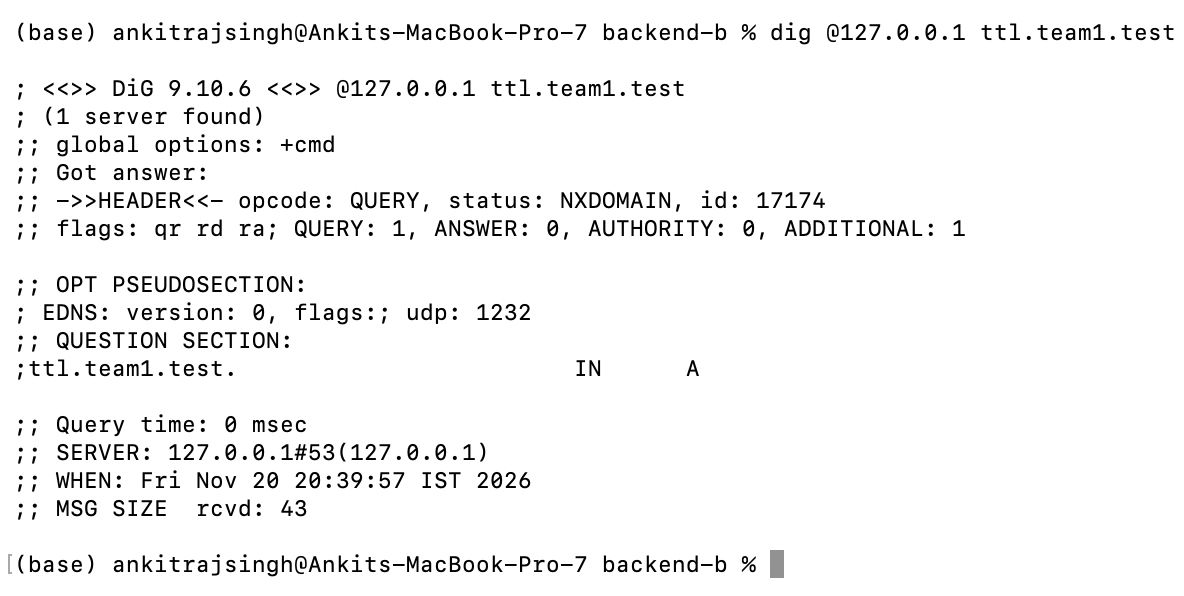 (base) ankitrajsingh@Ankits-MacBook-Pro-7 backend-b % dig @127.0.0.1 ttl.team1.test
; <<>> DiG 9.10.6 <<>> @127.0.0.1 ttl.team1.test
; (1 server found)
;; global options: +cmd
;; Got answer:
;; ->>HEADER<<- opcode: QUERY, status: NXDOMAIN, id: 17174
;; flags: qr rd ra; QUERY: 1, ANSWER: 0, AUTHORITY: 0, ADDITIONAL: 1
;; OPT PSEUDOSECTION:
; EDNS: version: 0, flags:; udp: 1232
;; QUESTION SECTION:
;ttl.team1.test. IN A
;; Query time: 0 msec
;; SERVER: 127.0.0.1#53(127.0.0.1)
;; WHEN: Fri Nov 20 20:39:57 IST 2026
;; MSG SIZE rcvd: 43
[(base) ankitrajsingh@Ankits-MacBook-Pro-7 backend-b %